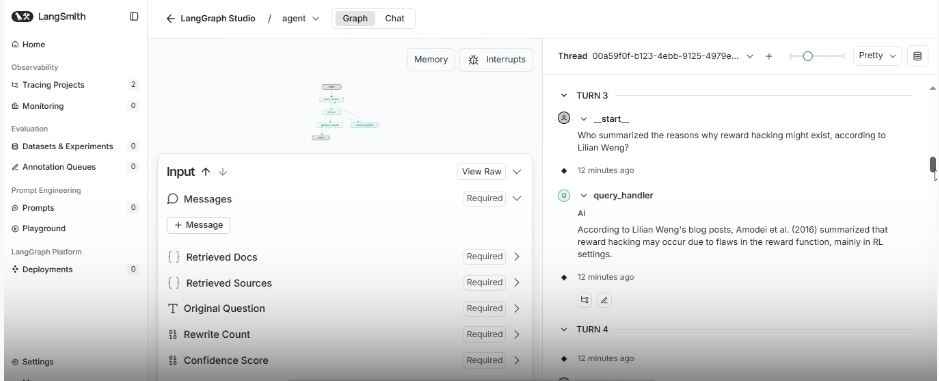 LangSmith
Home
Observability
Tracing Projects 2
Monitoring 0
Evaluation
Datasets & Experiments 0
Annotation Queues 0
Prompt Engineering
Prompts 0
Playground
LangGraph Platform
Deployments 0
Settings
LangGraph Studio / agent
Graph Chat
Memory Interrupts
Input View Raw
Messages Required
+ Message
Retrieved Docs Required
Retrieved Sources Required
Original Question Required
Rewrite Count Required
Confidence Score Required
Thread 00a59f0f-b123-4ebb-9125-4979e... + Pretty
TURN 3
__start__
Who summarized the reasons why reward hacking might exist, according to
Lilian Weng?
12 minutes ago
Q query_handler
AI
According to Lilian Weng's blog posts, Amodei et al. (2016) summarized that
reward hacking may occur due to flaws in the reward function, mainly in RL
settings.
12 minutes ago
TURN 4
12 minutes ago